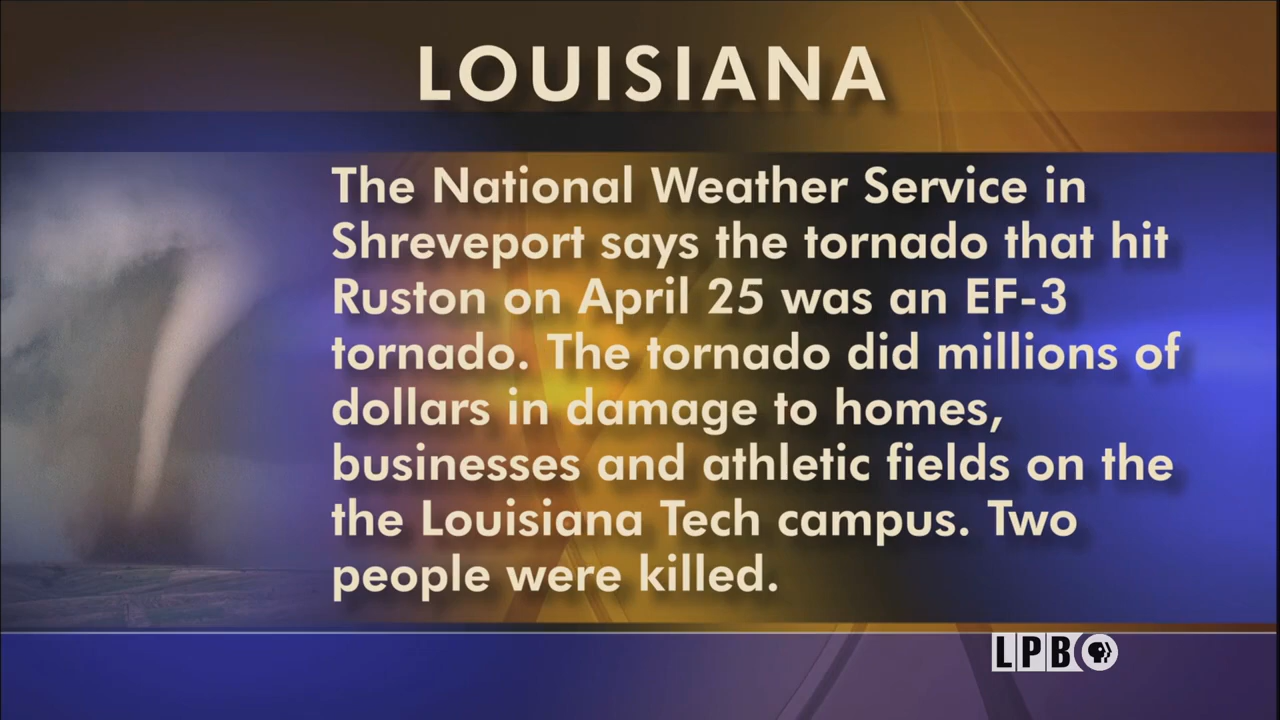 LOUISIANA
The National Weather Service in
Shreveport says the tornado that hit
Ruston on April 25 was an EF-3
tornado. The tornado did millions of
dollars in damage to homes,
businesses and athletic fields on the
the Louisiana Tech campus. Two
people were killed.
LPB